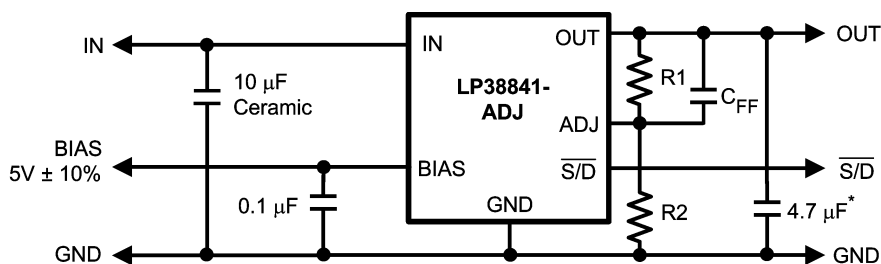 IN
10 μF
Ceramic
BIAS
5V ± 10%
0.1 μF
GND
IN
OUT
LP38841-
ADJ
ADJ
BIAS
S/D
GND
R1
CFF
R2
OUT
S/D
4.7 μF*
GND